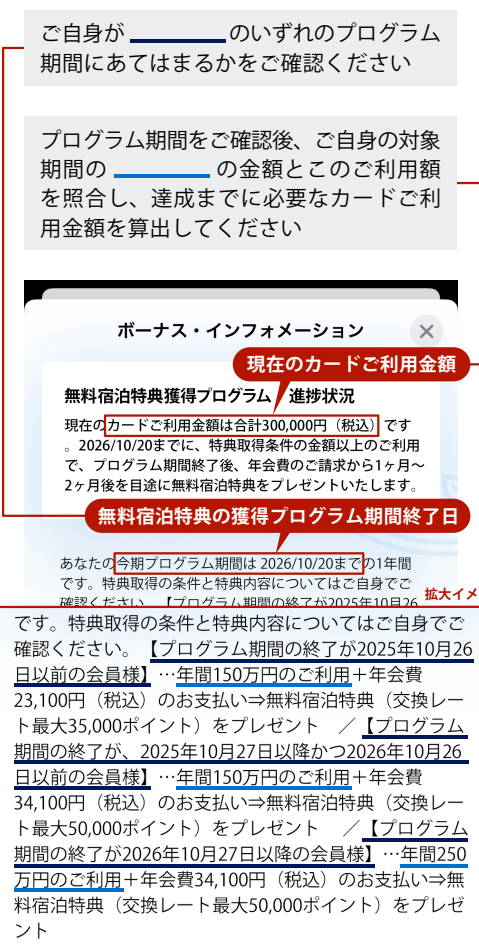 ご自身が ＿＿＿＿ のいずれのプログラム
期間にあてはまるかをご確認ください
プログラム期間をご確認後、ご自身の対象
期間の ＿＿＿＿ の金額とこのご利用額
を照合し、達成までに必要なカードご利
用金額を算出してください
ボーナス・インフォメーション
現在のカードご利用金額
無料宿泊特典獲得プログラム 進捗状況
現在のカードご利用金額は合計300,000円（税込）です
。2026/10/20までに、特典取得条件の金額以上のご利用
で、プログラム期間終了後、年会費のご請求から1ヶ月〜
2ヶ月後を目途に無料宿泊特典をプレゼントいたします。
無料宿泊特典の獲得プログラム期間終了日
あなたの今期プログラム期間は 2026/10/20までの1年間
です。特典取得の条件と特典内容についてはご自身でご
確認ください。【プログラム期間の終了が2025年10月26
拡大イメ
です。特典取得の条件と特典内容についてはご自身でご
確認ください。【プログラム期間の終了が2025年10月26
日以前の会員様】…年間150万円のご利用＋年会費
23,100円（税込）のお支払い⇒無料宿泊特典（交換レー
ト最大35,000ポイント）をプレゼント ／【プログラム
期間の終了が、2025年10月27日以降かつ2026年10月26
日以前の会員様】…年間150万円のご利用＋年会費
34,100円（税込）のお支払い⇒無料宿泊特典（交換レー
ト最大50,000ポイント）をプレゼント ／【プログラム
期間の終了が2026年10月27日以降の会員様】…年間250
万円のご利用＋年会費34,100円（税込）のお支払い⇒無
料宿泊特典（交換レート最大50,000ポイント）をプレゼ
ント